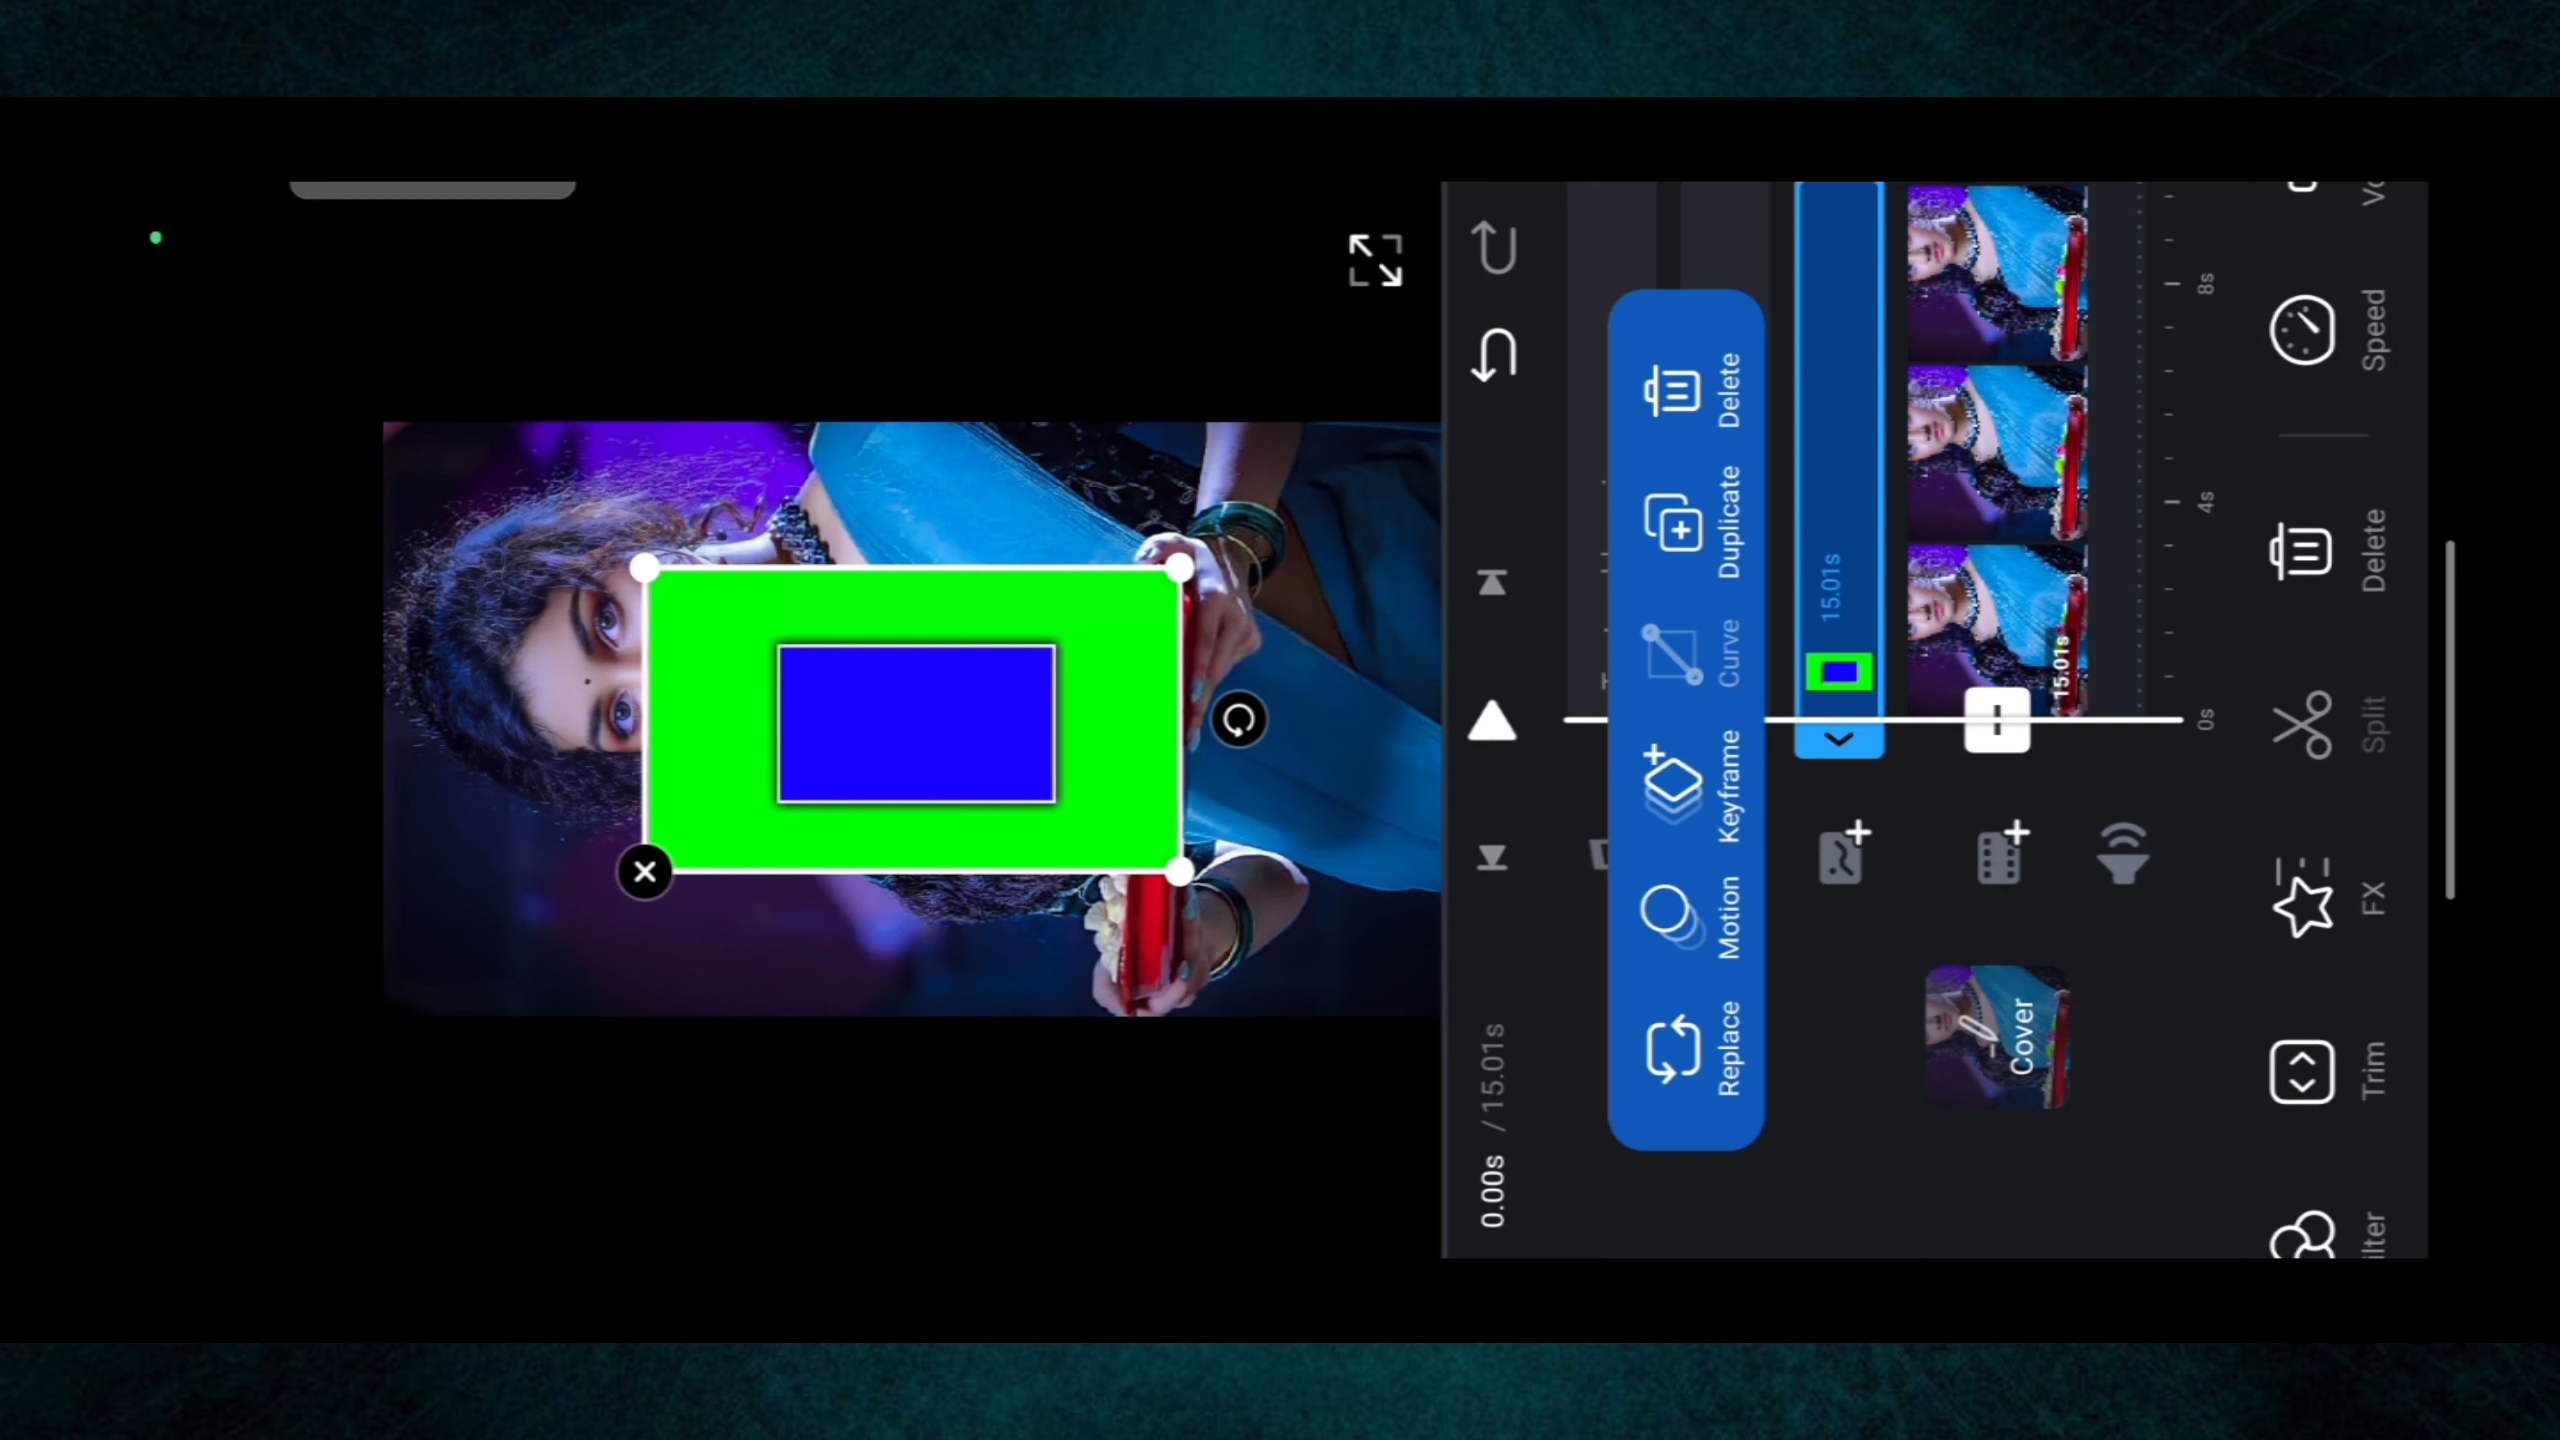 0.00s / 15.01s
Replace
Motion
Keyframe
Curve
Duplicate
Delete
15.01s
Cover
15.01s
0s
4s
8s
Trim
FX
Split
Delete
Speed